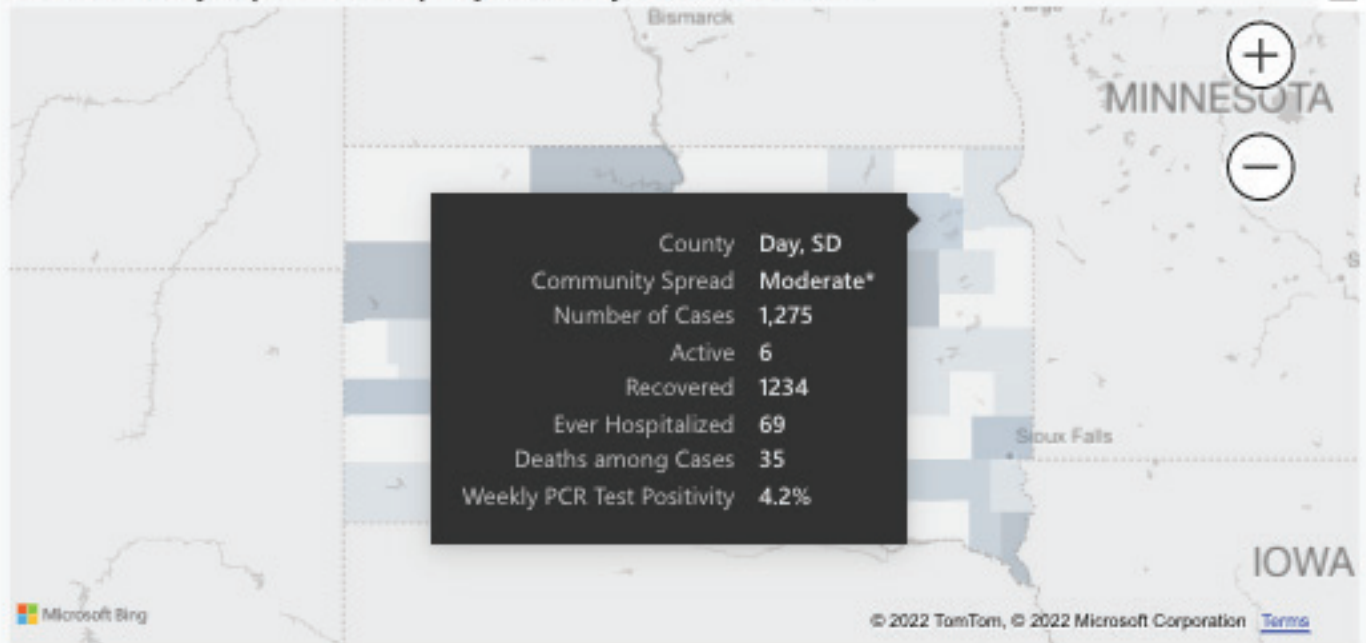 Bismarck
MINNESOTA
County Day, SD
Community Spread Moderate*
Number of Cases 1,275
Active 6
Recovered 1234
Ever Hospitalized 69
Deaths among Cases 35
Weekly PCR Test Positivity 4.2%
Sioux Falls
IOWA
Microsoft Bing
© 2022 TomTom, © 2022 Microsoft Corporation Terms